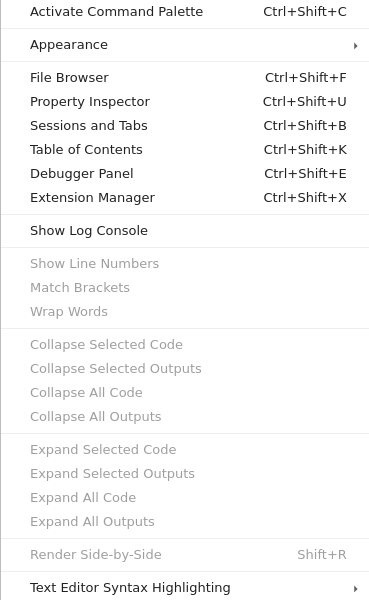 Activate Command Palette Ctrl+Shift+C
Appearance
File Browser Ctrl+Shift+F
Property Inspector Ctrl+Shift+U
Sessions and Tabs Ctrl+Shift+B
Table of Contents Ctrl+Shift+K
Debugger Panel Ctrl+Shift+E
Extension Manager Ctrl+Shift+X
Show Log Console
Show Line Numbers
Match Brackets
Wrap Words
Collapse Selected Code
Collapse Selected Outputs
Collapse All Code
Collapse All Outputs
Expand Selected Code
Expand Selected Outputs
Expand All Code
Expand All Outputs
Render Side-by-Side Shift+R
Text Editor Syntax Highlighting